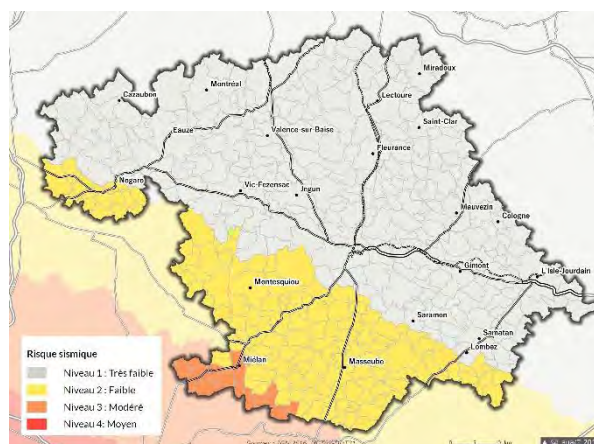 Miradoux
Cazaubon
Montréal
Lectoure
Saint-Clar
Eauze
Valence-sur-Baïse
Fleurance
Nogaro
Vic-Fezensac
Jegun
Mauvezin
Cologne
Gimont
L'Isle-Jourdain
Montesquiou
Saramon
Samatan
Lombez
Miélan
Masseube
Risque sismique
Niveau 1 : Très faible
Niveau 2 : Faible
Niveau 3 : Modéré
Niveau 4: Moyen